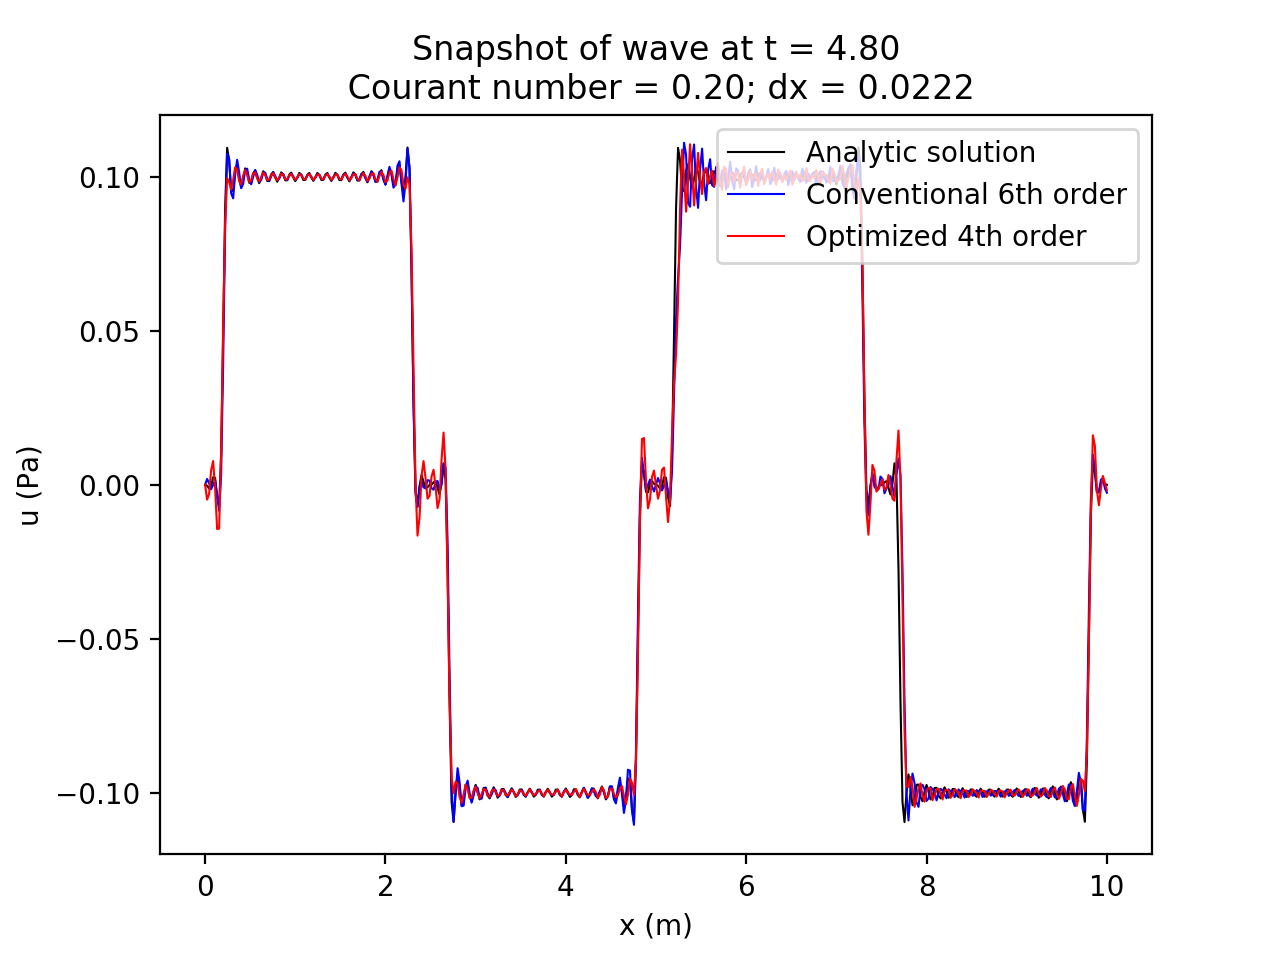 Snapshot of wave at t = 4.80
Courant number = 0.20; dx = 0.0222
Analytic solution
Conventional 6th order
Optimized 4th order
0.10
0.05
0.00
−0.05
−0.10
u (Pa)
0 2 4 6 8 10
x (m)